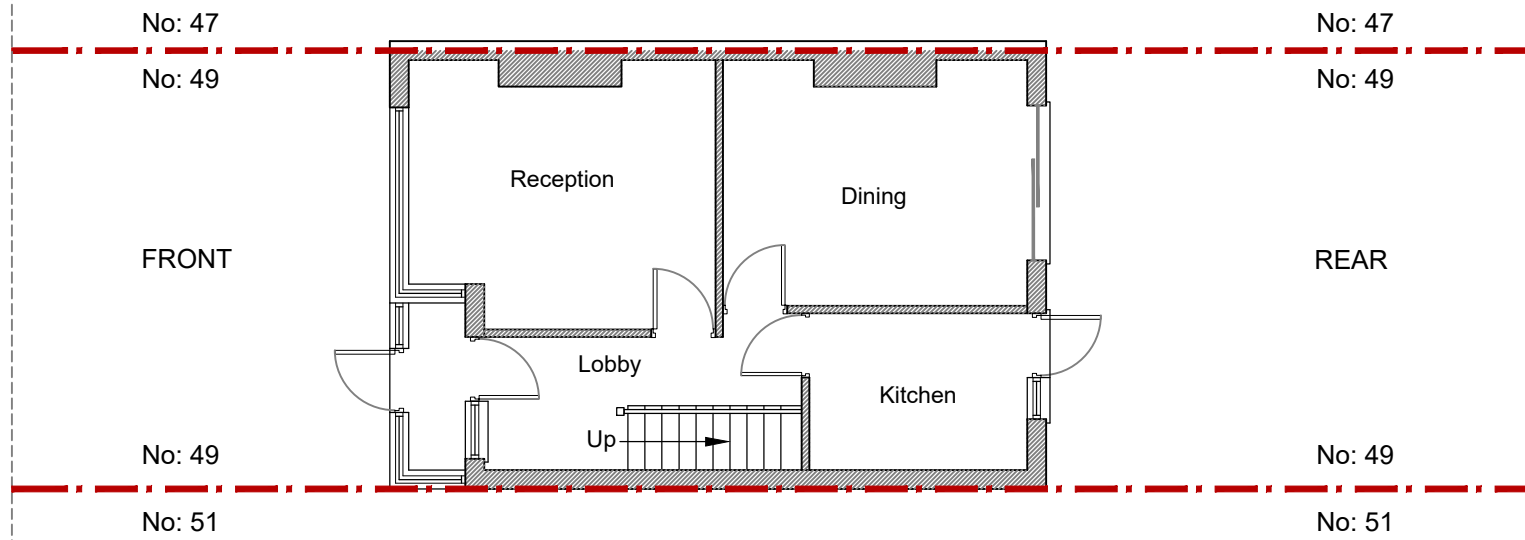 No: 47
No: 47
No: 49
No: 49
Reception
Dining
FRONT
REAR
Lobby
Kitchen
Up
No: 49
No: 49
No: 51
No: 51